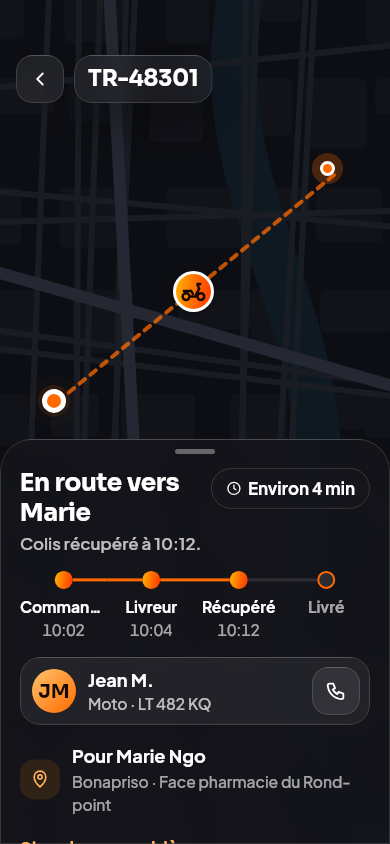 TR-48301
En route vers
Marie
Environ 4 min
Colis récupéré à 10:12.
Comman… Livreur Récupéré Livré
10:02 10:04 10:12
JM
Jean M.
Moto · LT 482 KQ
Pour Marie Ngo
Bonapriso · Face pharmacie du Rond-
point